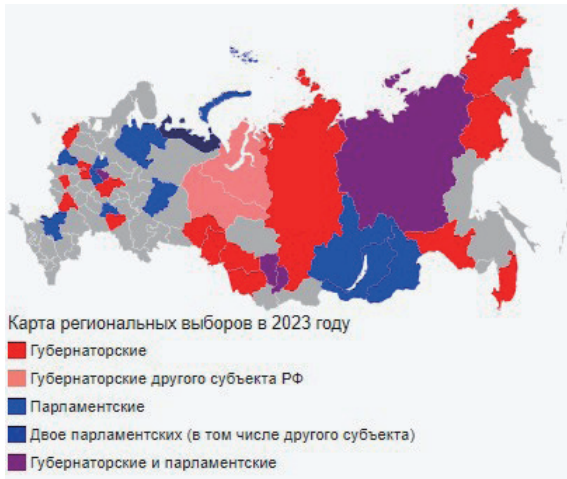 Карта региональных выборов в 2023 году
Губернаторские
Губернаторские другого субъекта РФ
Парламентские
Двое парламентских (в том числе другого субъекта)
Губернаторские и парламентские